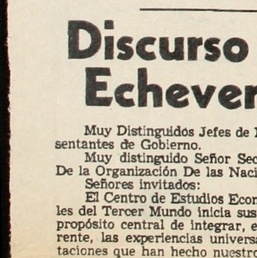 Discurso
Echever
Muy Distinguidos Jefes de
sentantes de Gobierno.
Muy distinguido Señor Sec
De la Organización De las Naci
Señores invitados:
El Centro de Estudios Econ
les del Tercer Mundo inicia sus
propósito central de integrar, e
rente, las experiencias univers
taciones que han hecho nuestro